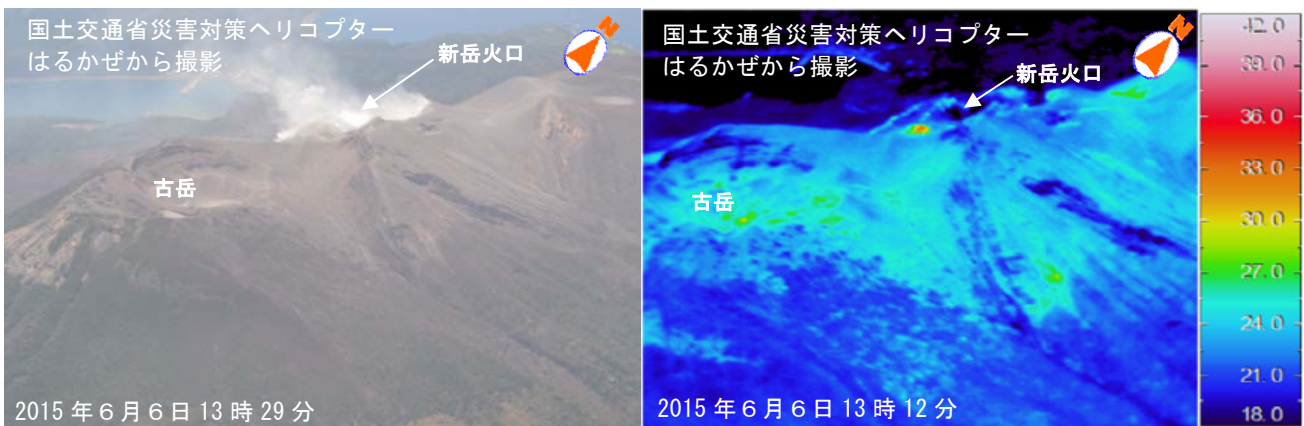 国土交通省災害対策ヘリコプター
はるかぜから撮影
新岳火口
N
古岳
2015年６月６日13時29分
国土交通省災害対策ヘリコプター
はるかぜから撮影
新岳火口
N
古岳
2015年６月６日13時12分
42.0
39.0
36.0
33.0
30.0
27.0
24.0
21.0
18.0